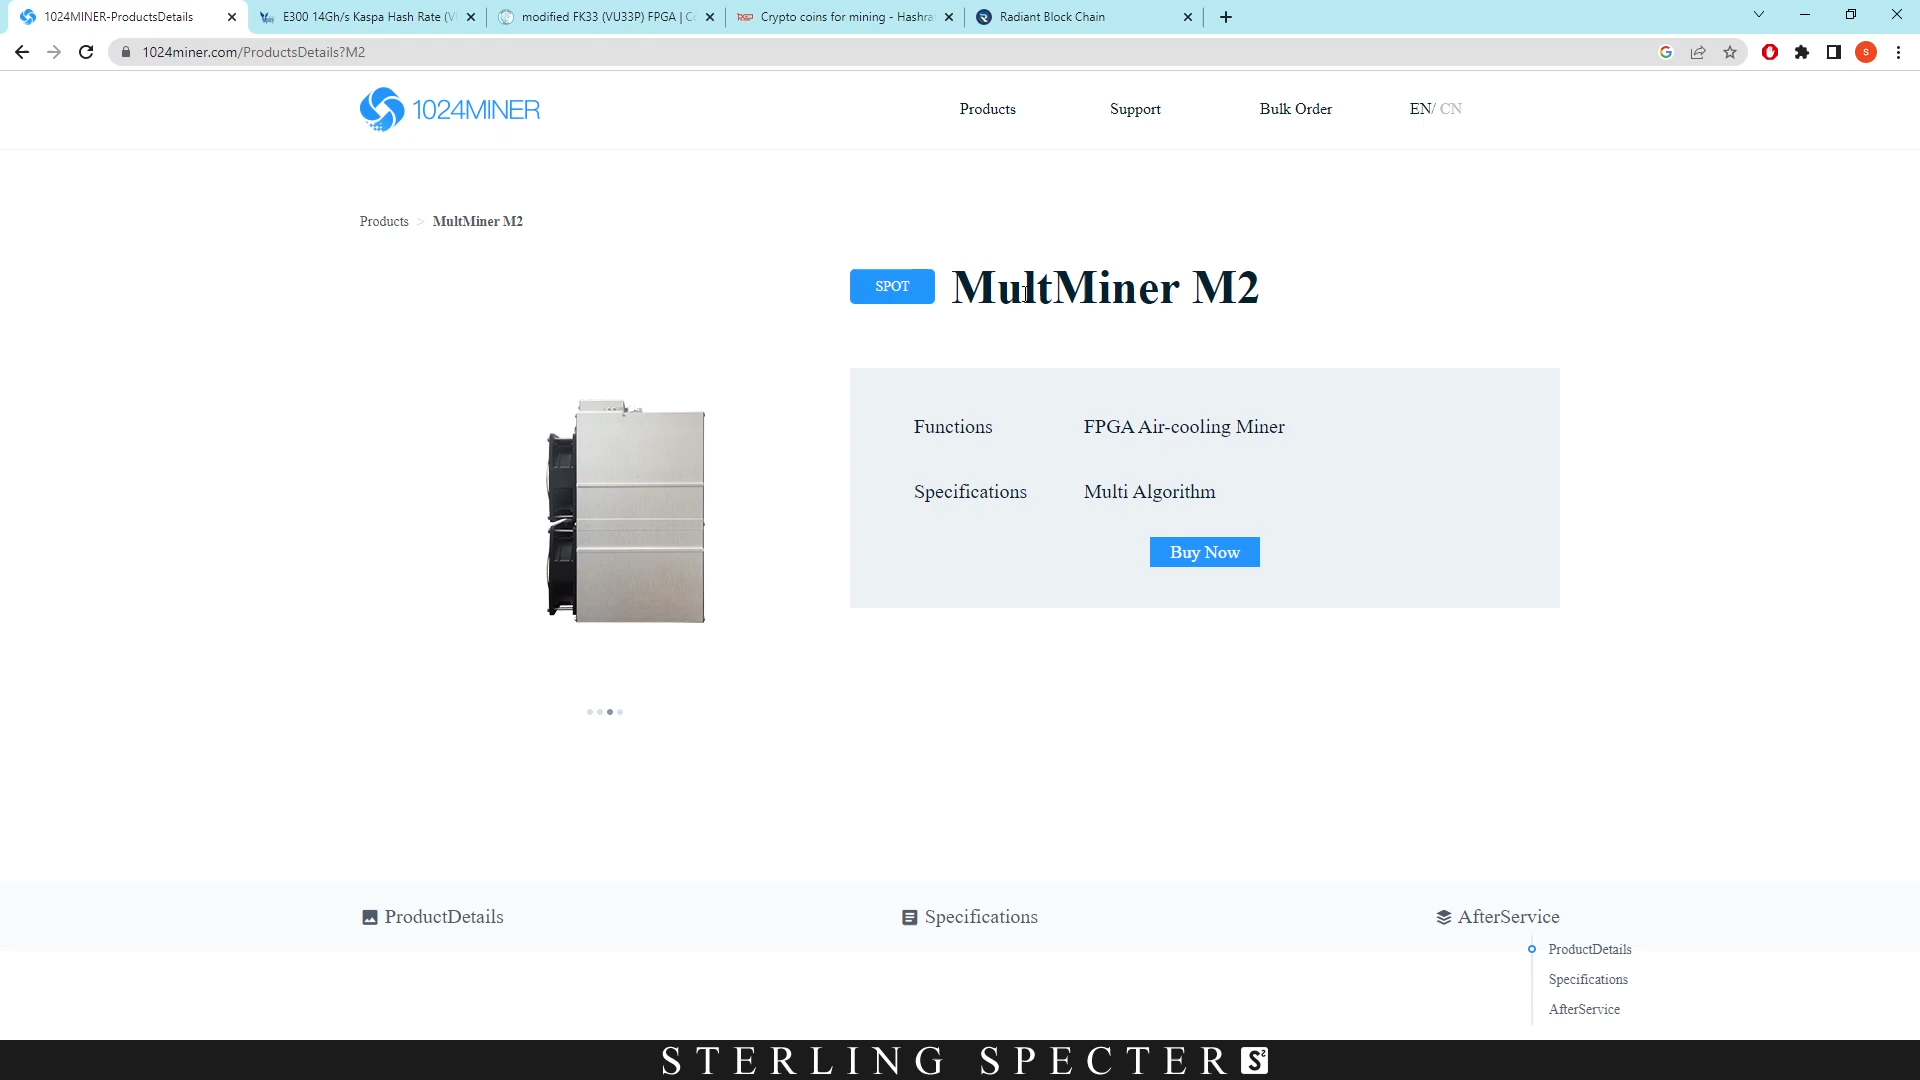 1024MINER-ProductsDetails
E300 14Gh/s Kaspa Hash Rate (V
modified FK33 (VU33P) FPGA | C
Crypto coins for mining - Hashra
Radiant Block Chain
1024miner.com/ProductsDetails?M2
S
1024MINER
Products
Support
Bulk Order
EN/ CN
Products > MultMiner M2
SPOT
MultMiner M2
Functions
FPGA Air-cooling Miner
Specifications
Multi Algorithm
Buy Now
ProductDetails
Specifications
AfterService
ProductDetails
Specifications
AfterService
STERLING SPECTER S²